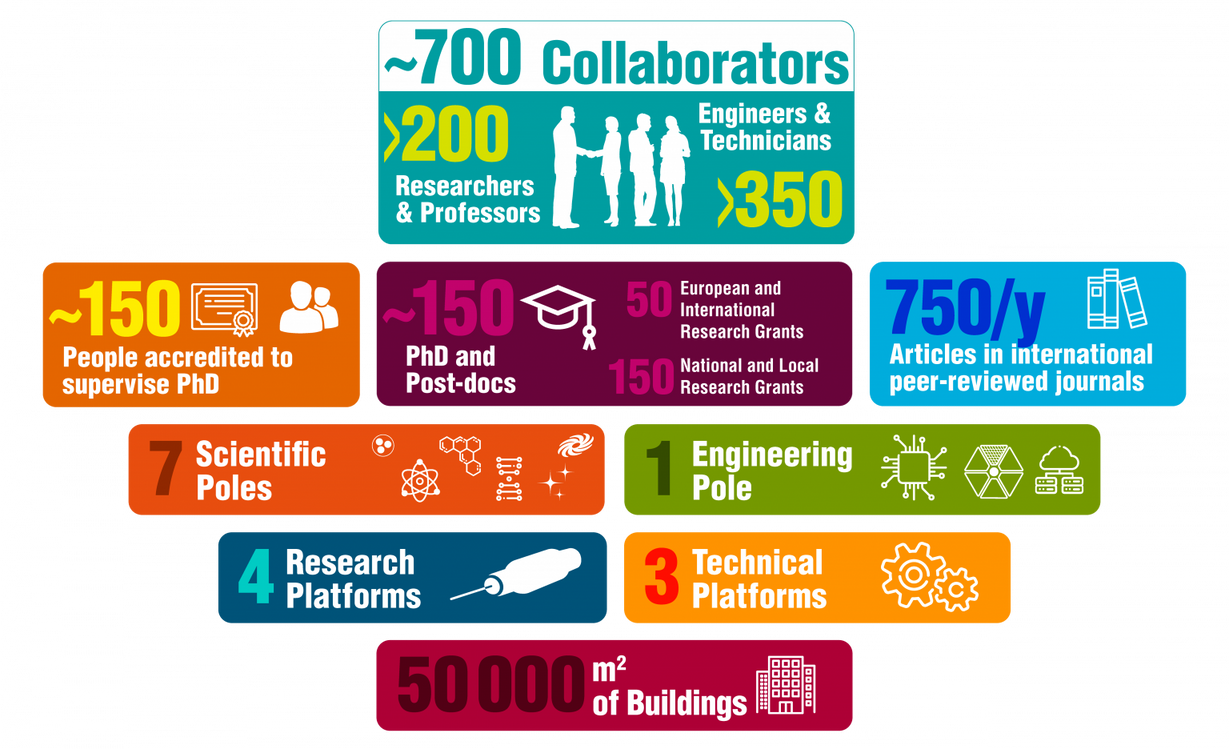 ~700 Collaborators
>200
Researchers
& Professors
Engineers &
Technicians
>350
~150
People accredited to
supervise PhD
~150
PhD and
Post-docs
50 European and
International
Research Grants
150 National and Local
Research Grants
750/y
Articles in international
peer-reviewed journals
7 Scientific
Poles
1 Engineering
Pole
4 Research
Platforms
3 Technical
Platforms
50 000 m²
of Buildings